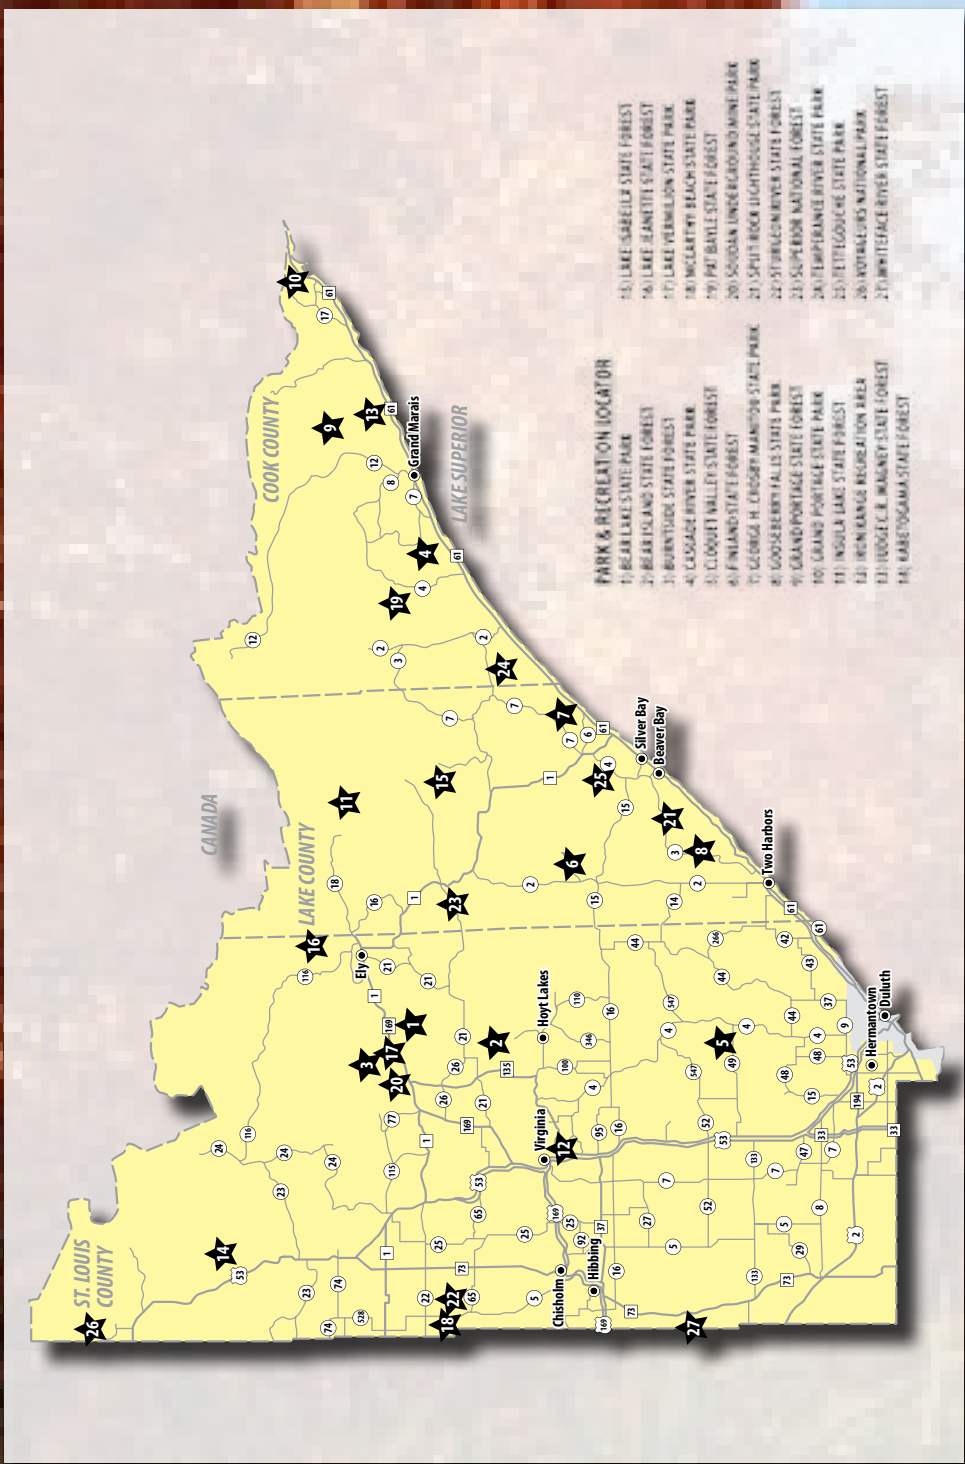 ST. LOUIS
COUNTY
CANADA
LAKE COUNTY
COOK COUNTY
LAKE SUPERIOR
Ely
Hoyt Lakes
Virginia
Chisholm
Hibbing
Hermantown
Duluth
Two Harbors
Silver Bay
Beaver Bay
Grand Marais
PARK & RECREATION LOCATOR
1) BEAR LAKE STATE PARK
2) BEAR ISLAND STATE FOREST
3) BURNTSIDE STATE FOREST
4) CASCADE RIVER STATE PARK
5) CLOQUET VALLEY STATE FOREST
6) FINLAND STATE FOREST
7) GEORGE H. CROSBY MANITOU STATE PARK
8) GOOSEBERRY FALLS STATE PARK
9) GRAND PORTAGE STATE FOREST
10) GRAND PORTAGE STATE PARK
11) INSULA LAKE STATE FOREST
12) IRON RANGE RECREATION AREA
13) JUDGE C. R. MAGNEY STATE FOREST
14) KABETOGAMA STATE FOREST
15) LAKE ISABELLA STATE FOREST
16) LAKE JEANETTE STATE FOREST
17) LAKE VERMILION STATE PARK
18) MCCARTHY BEACH STATE PARK
19) PAT BAYLE STATE FOREST
20) SOUDAN UNDERGROUND MINE PARK
21) SPLIT ROCK LIGHTHOUSE STATE PARK
22) STURGEON RIVER STATE FOREST
23) SUPERIOR NATIONAL FOREST
24) TEMPERANCE RIVER STATE PARK
25) TETTEGOUCHE STATE PARK
26) VOYAGEURS NATIONAL PARK
27) WHITEFACE RIVER STATE FOREST